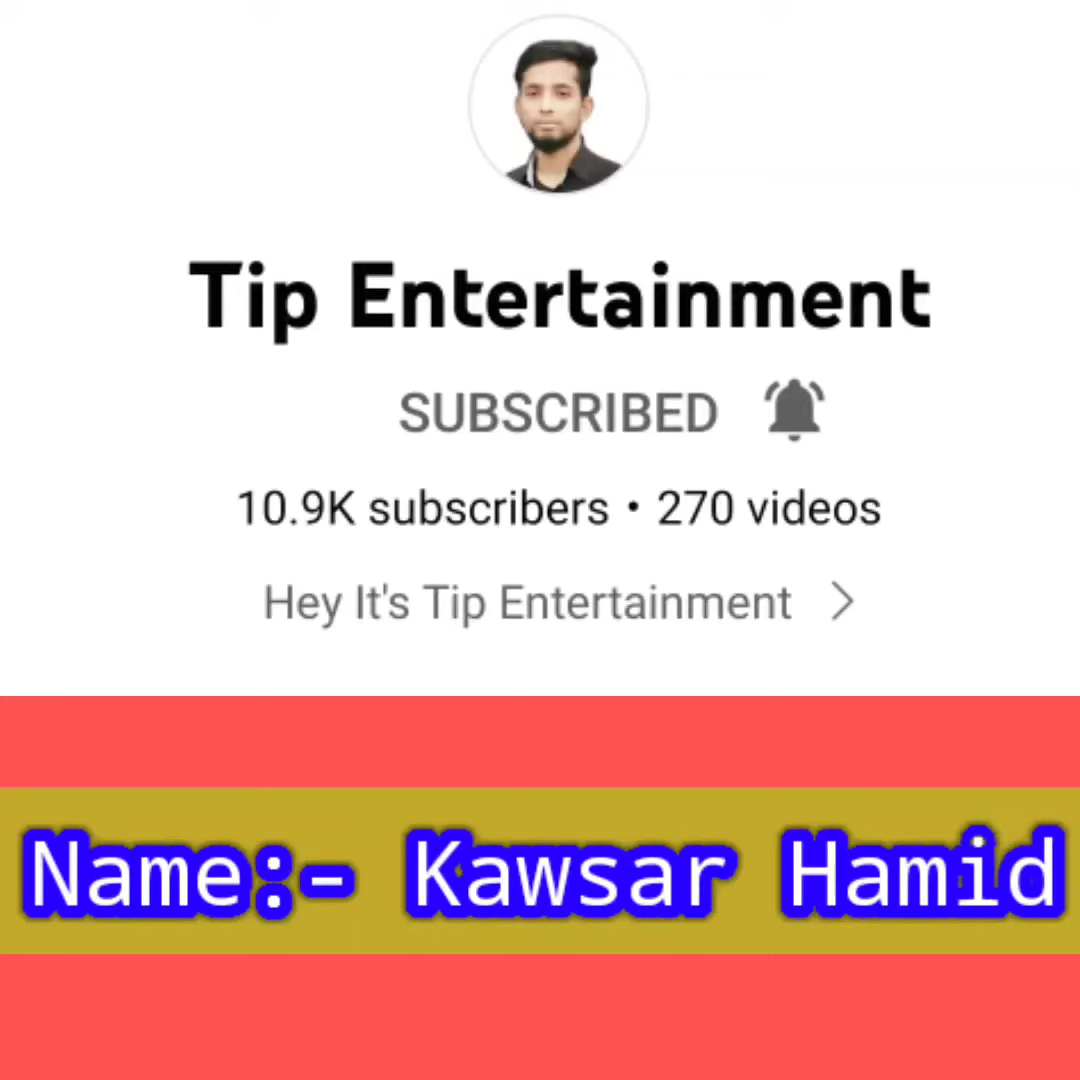 Tip Entertainment
SUBSCRIBED
10.9K subscribers • 270 videos
Hey It's Tip Entertainment >
Name:- Kawsar Hamid